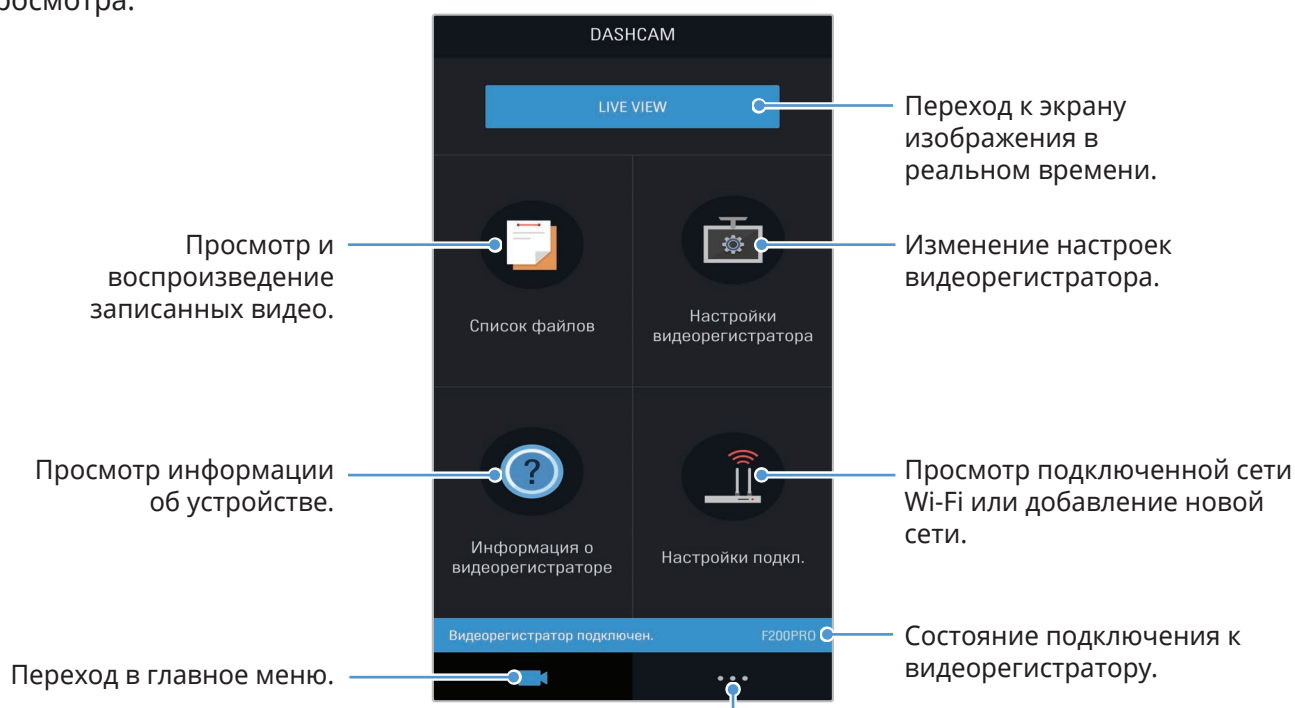 DASHCAM
LIVE VIEW
Переход к экрану
изображения в
реальном времени.
Просмотр и
воспроизведение
записанных видео.
Список файлов
Настройки
видеорегистратора
Изменение настроек
видеорегистратора.
Просмотр информации
об устройстве.
Информация о
видеорегистраторе
Настройки подкл.
Просмотр подключенной сети
Wi-Fi или добавление новой
сети.
Видеорегистратор подключен.
F200PRO
Состояние подключения к
видеорегистратору.
Переход в главное меню.